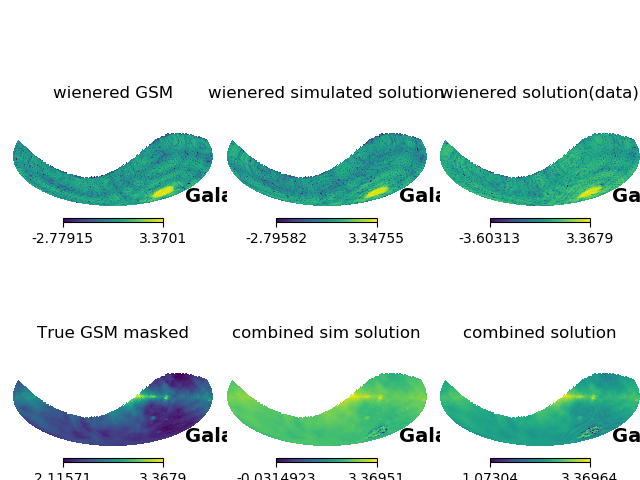 wienered GSM
wienered simulated solution
wienered solution(data)
Gala
Gala
Ga
-2.77915 3.3701
-2.79582 3.34755
-3.60313 3.3679
True GSM masked
combined sim solution
combined solution
Gala
Gala
Ga
2.11571 3.3679
-0.0314923 3.36951
1.07304 3.36964